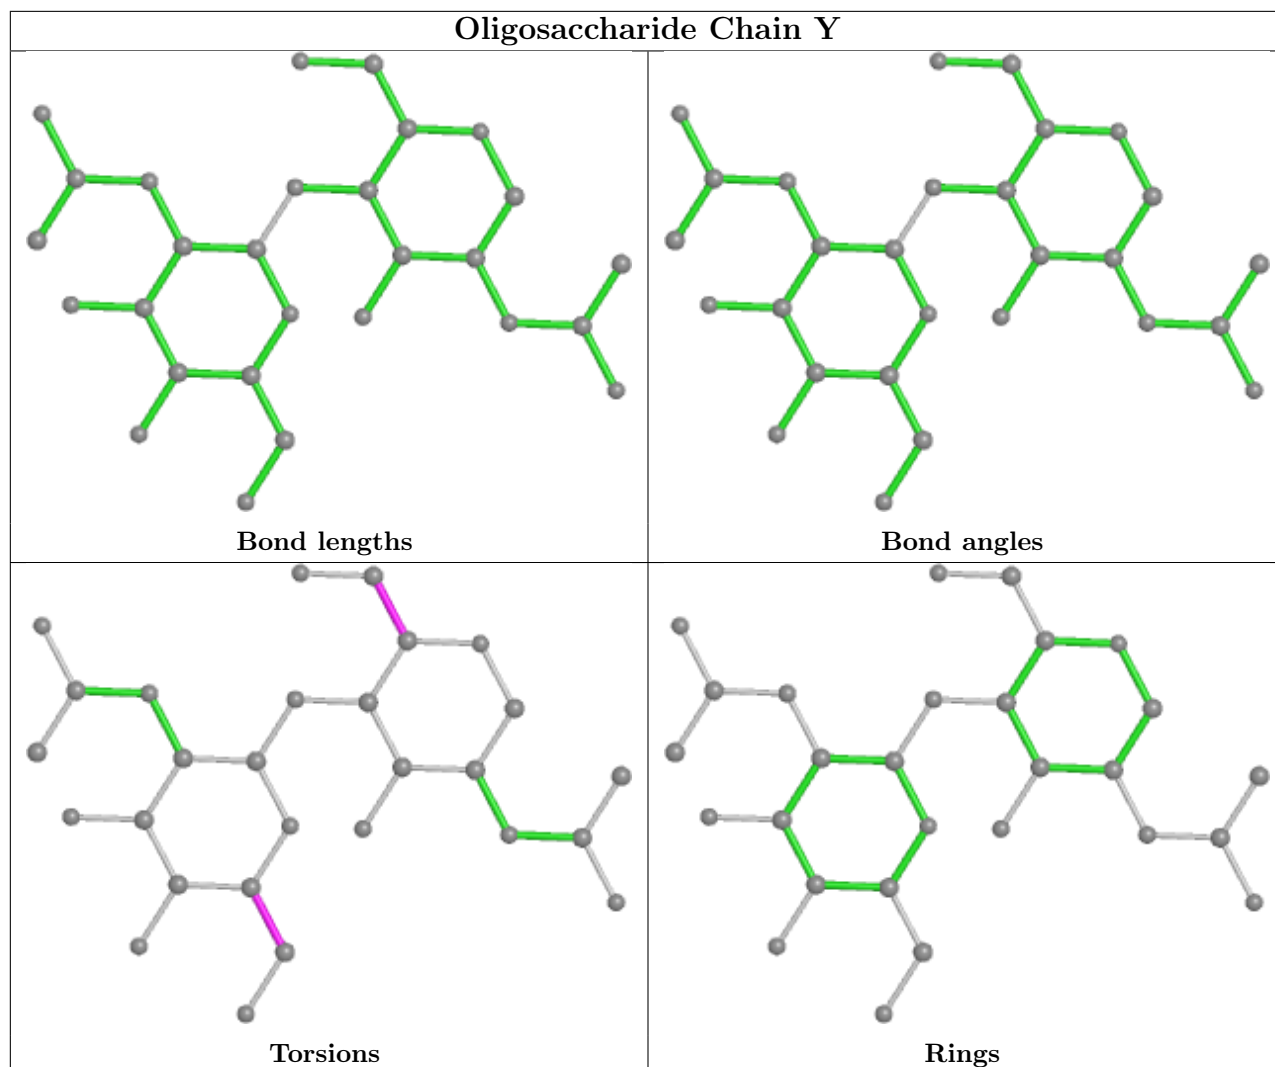 Oligosaccharide Chain Y
Bond lengths
Bond angles
Torsions
Rings